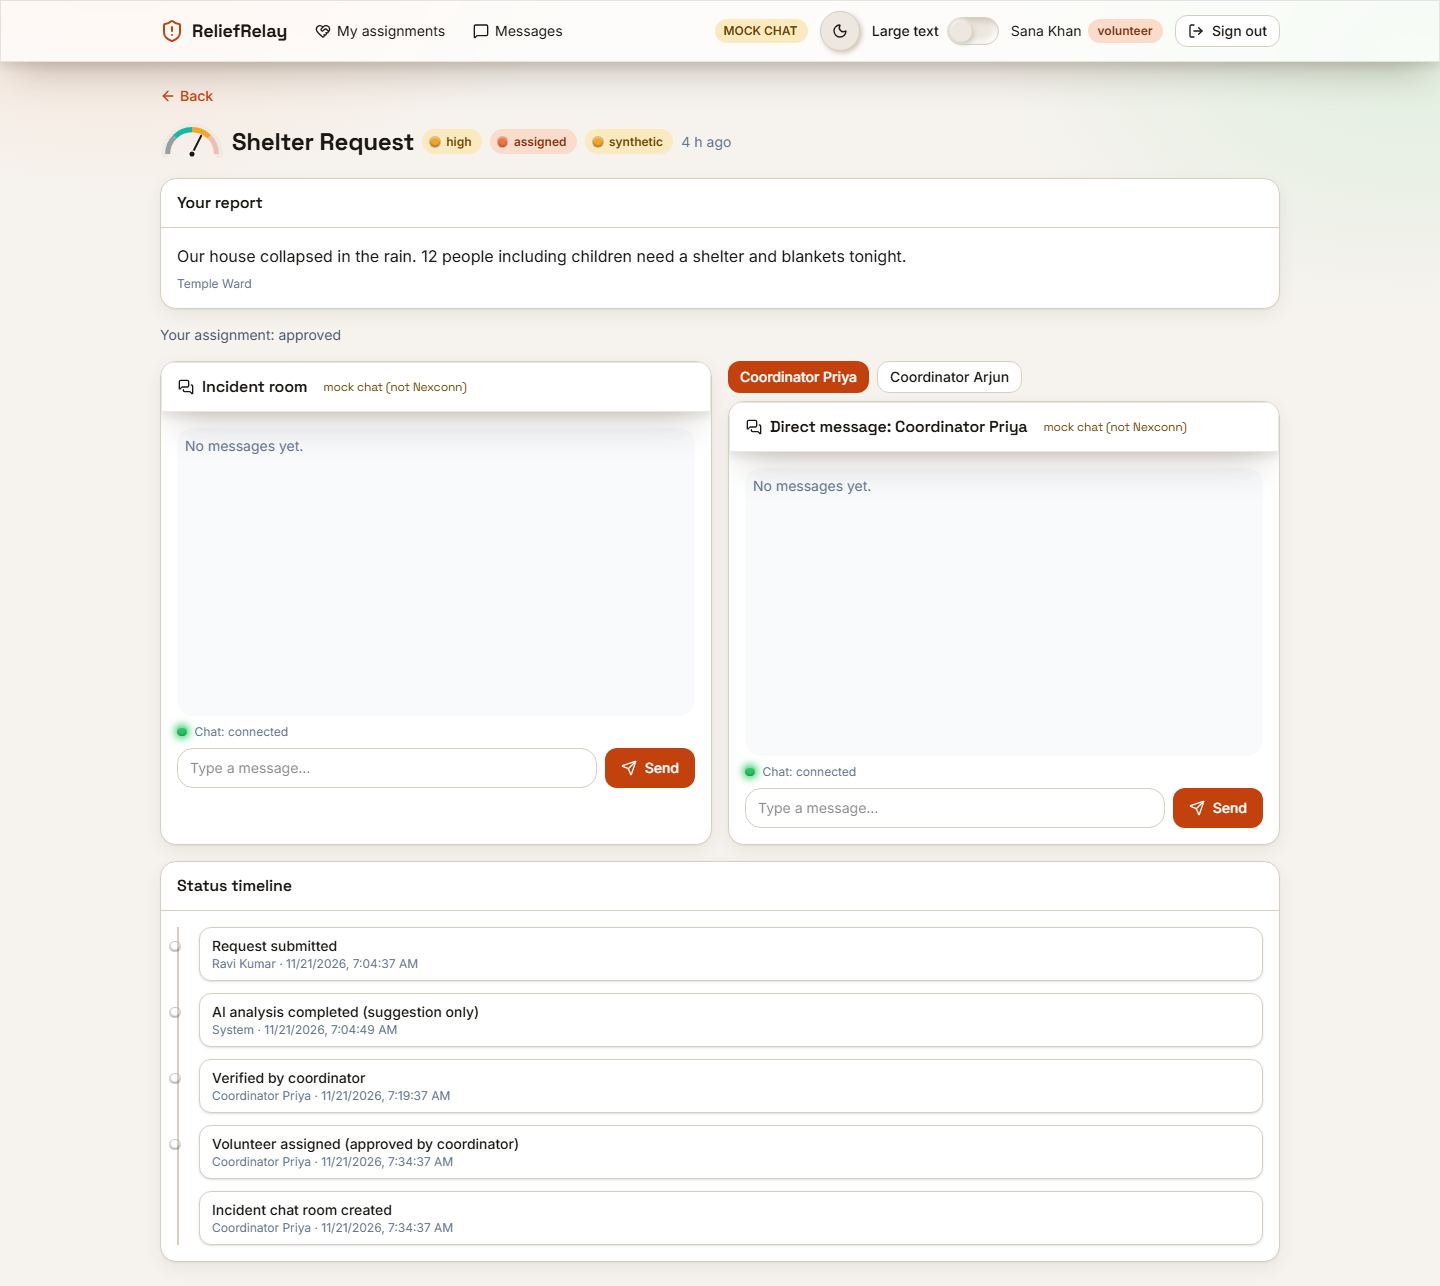 ReliefRelay
My assignments
Messages
MOCK CHAT
Large text
Sana Khan
volunteer
Sign out
Back
Shelter Request
high
assigned
synthetic
4 h ago
Your report
Our house collapsed in the rain. 12 people including children need a shelter and blankets tonight.
Temple Ward
Your assignment: approved
Incident room
mock chat (not Nexconn)
No messages yet.
Chat: connected
Type a message...
Send
Coordinator Priya
Coordinator Arjun
Direct message: Coordinator Priya
mock chat (not Nexconn)
No messages yet.
Chat: connected
Type a message...
Send
Status timeline
Request submitted
Ravi Kumar · 11/21/2026, 7:04:37 AM
AI analysis completed (suggestion only)
System · 11/21/2026, 7:04:49 AM
Verified by coordinator
Coordinator Priya · 11/21/2026, 7:19:37 AM
Volunteer assigned (approved by coordinator)
Coordinator Priya · 11/21/2026, 7:34:37 AM
Incident chat room created
Coordinator Priya · 11/21/2026, 7:34:37 AM